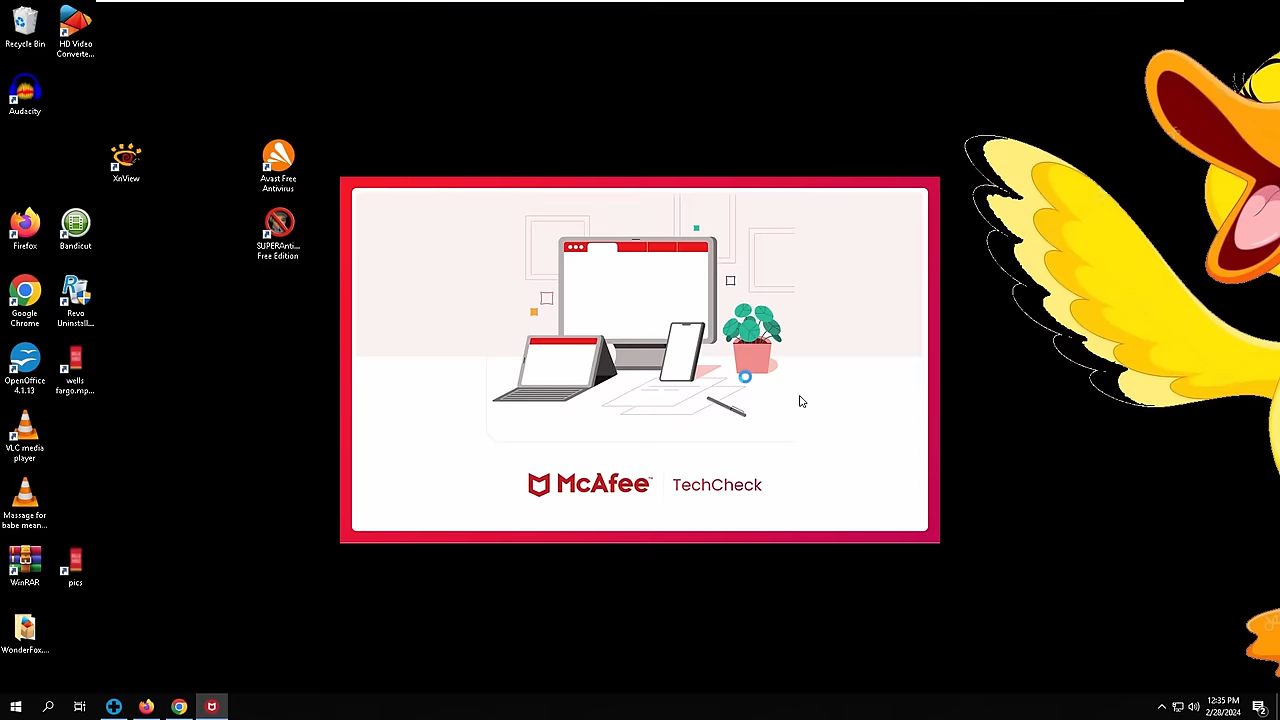 Recycle Bin
HD Video
Converte...
Audacity
XnView
Avast Free
Antivirus
Firefox
Bandicut
SUPERAnti...
Free Edition
Google
Chrome
Revo
Uninstall...
OpenOffice
4.1.13
wells
fargo.mp...
VLC media
player
Massage for
babe mean...
WinRAR
pics
WonderFox...
McAfee™ TechCheck
12:35 PM
2/28/2024
2